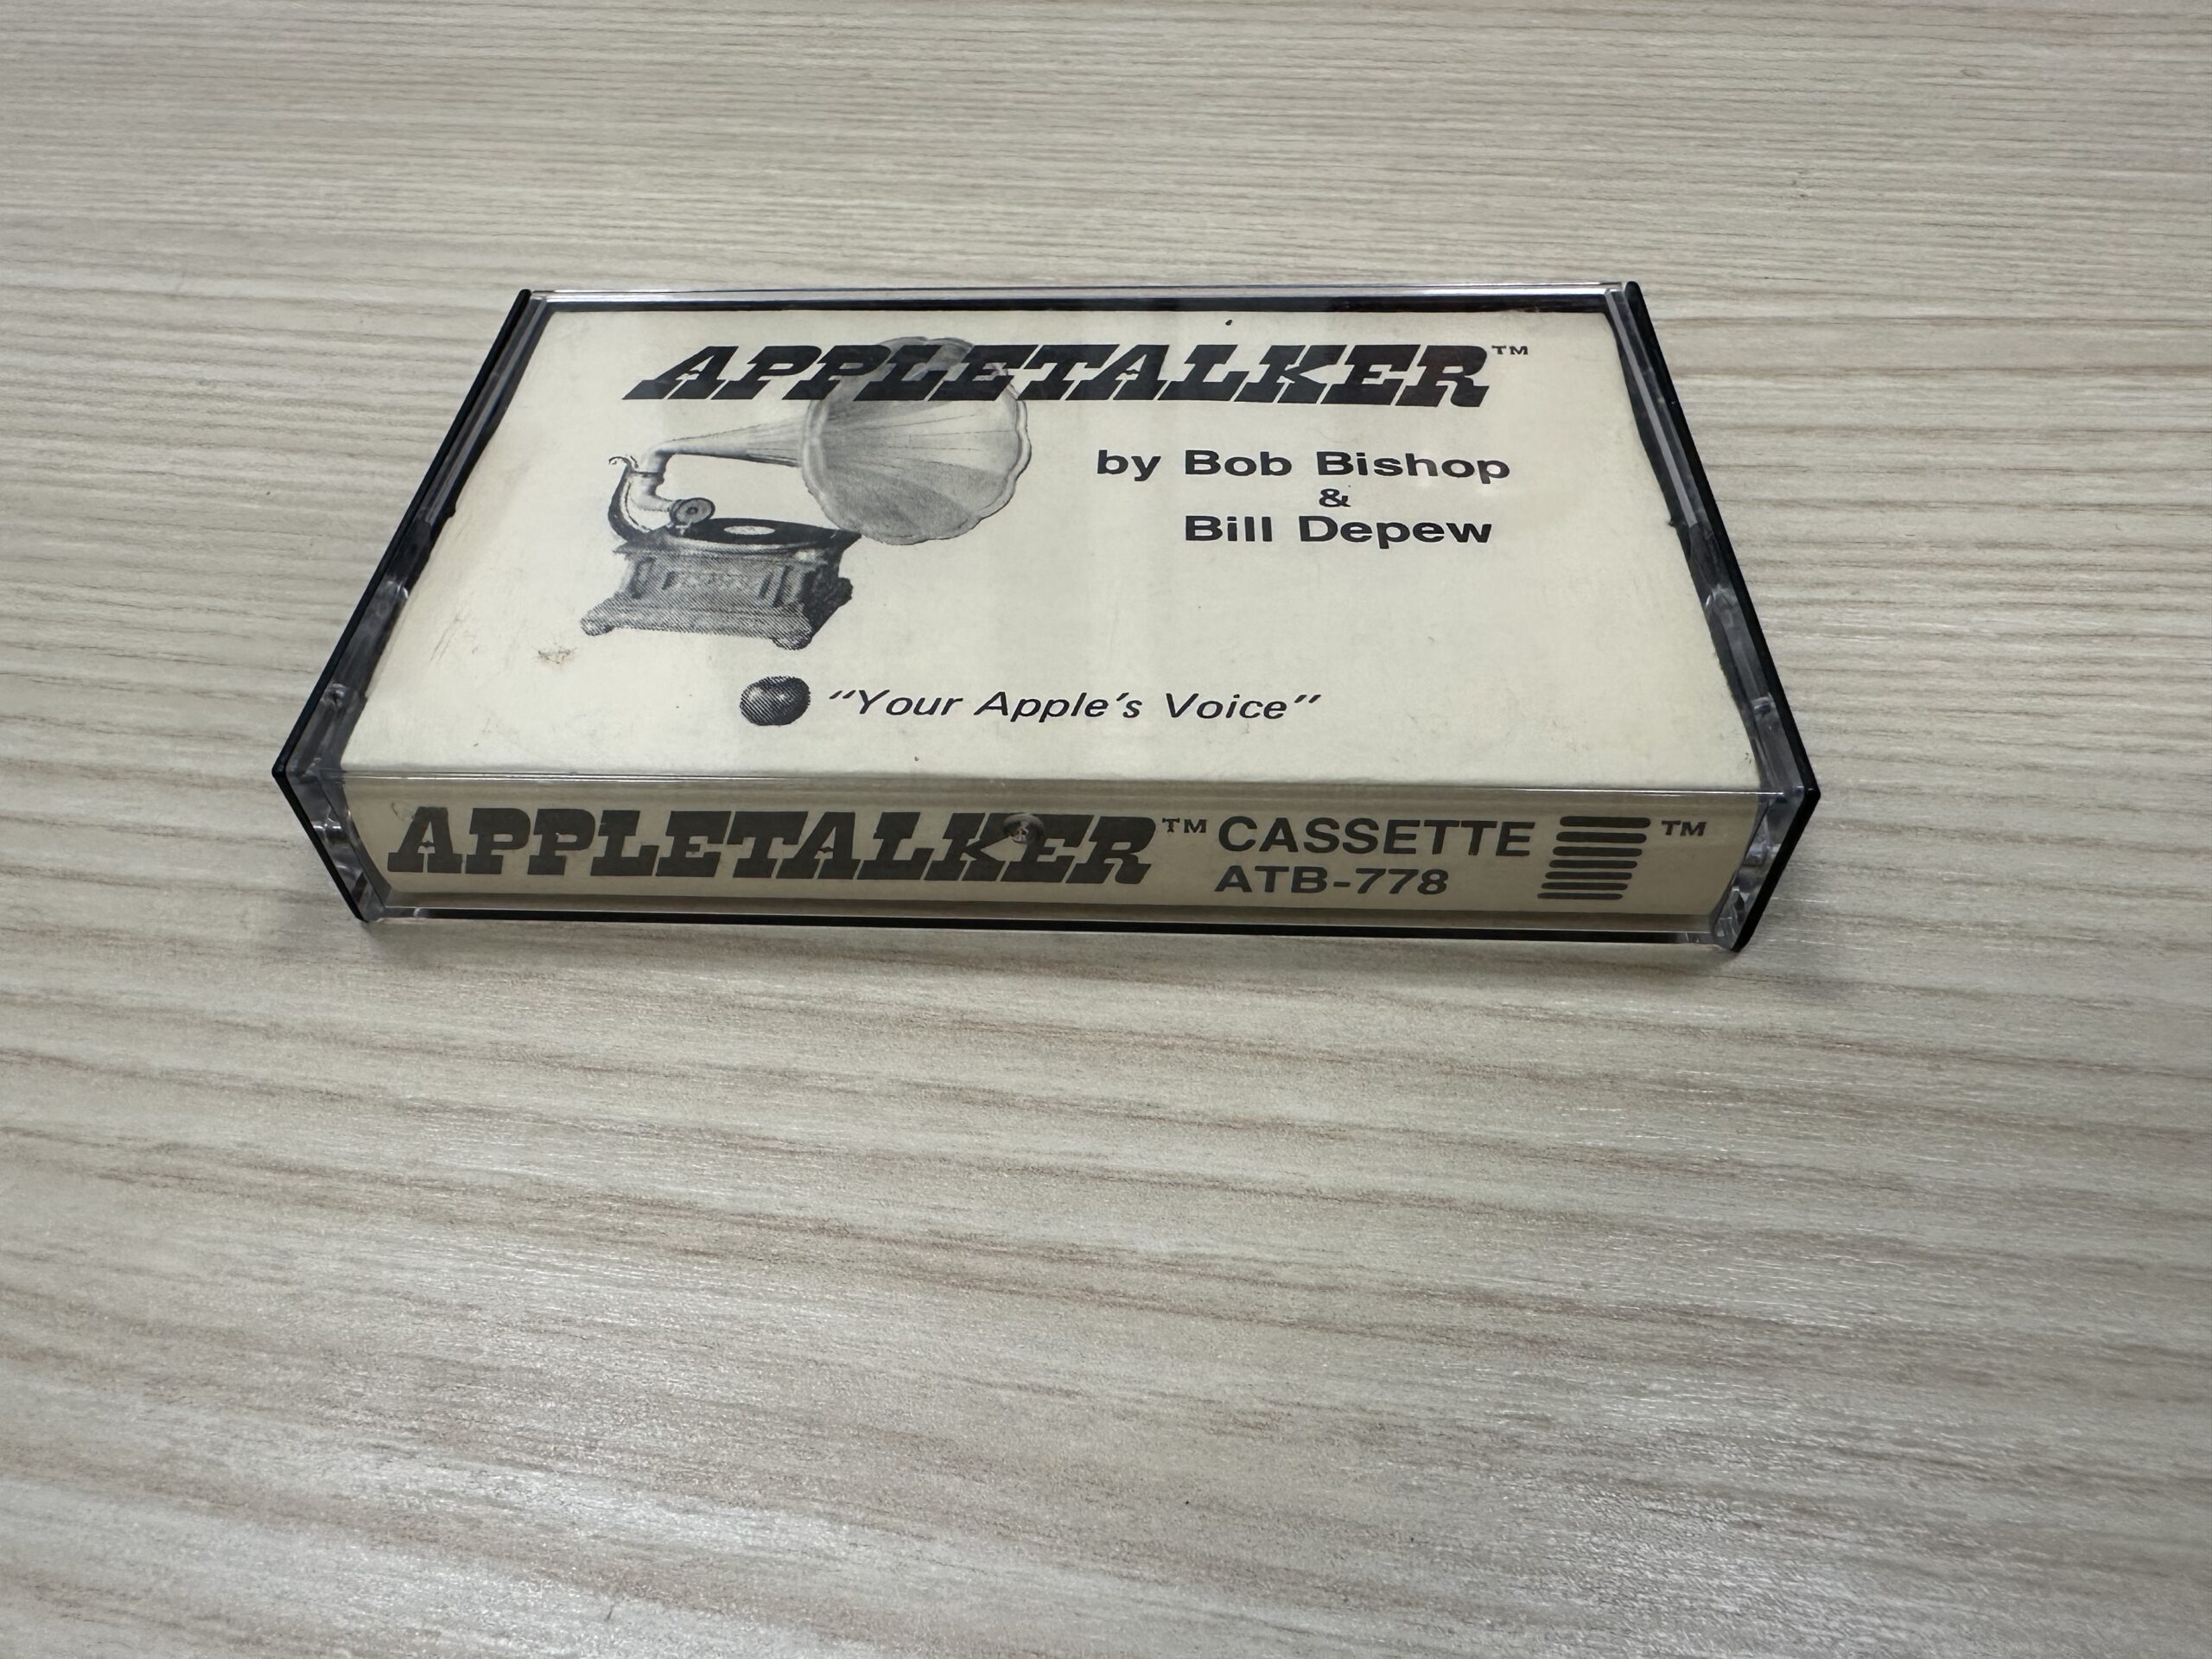 APPLETALKER™
by Bob Bishop
&
Bill Depew
"Your Apple's Voice"
APPLETALKER™ CASSETTE ™
ATB-778